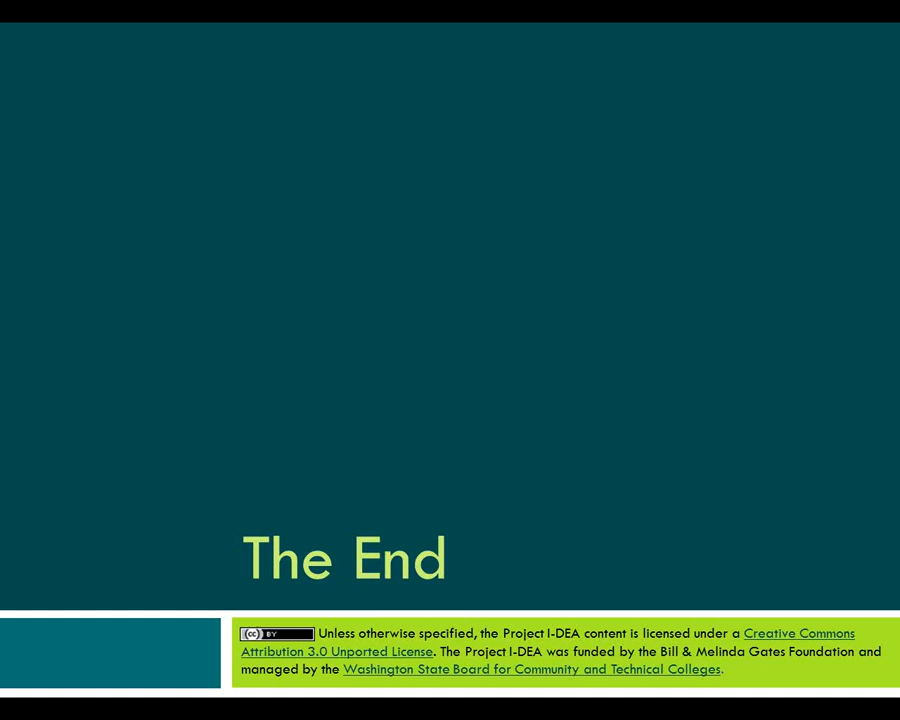 The End
cc BY Unless otherwise specified, the Project I-DEA content is licensed under a Creative Commons
Attribution 3.0 Unported License. The Project I-DEA was funded by the Bill & Melinda Gates Foundation and
managed by the Washington State Board for Community and Technical Colleges.